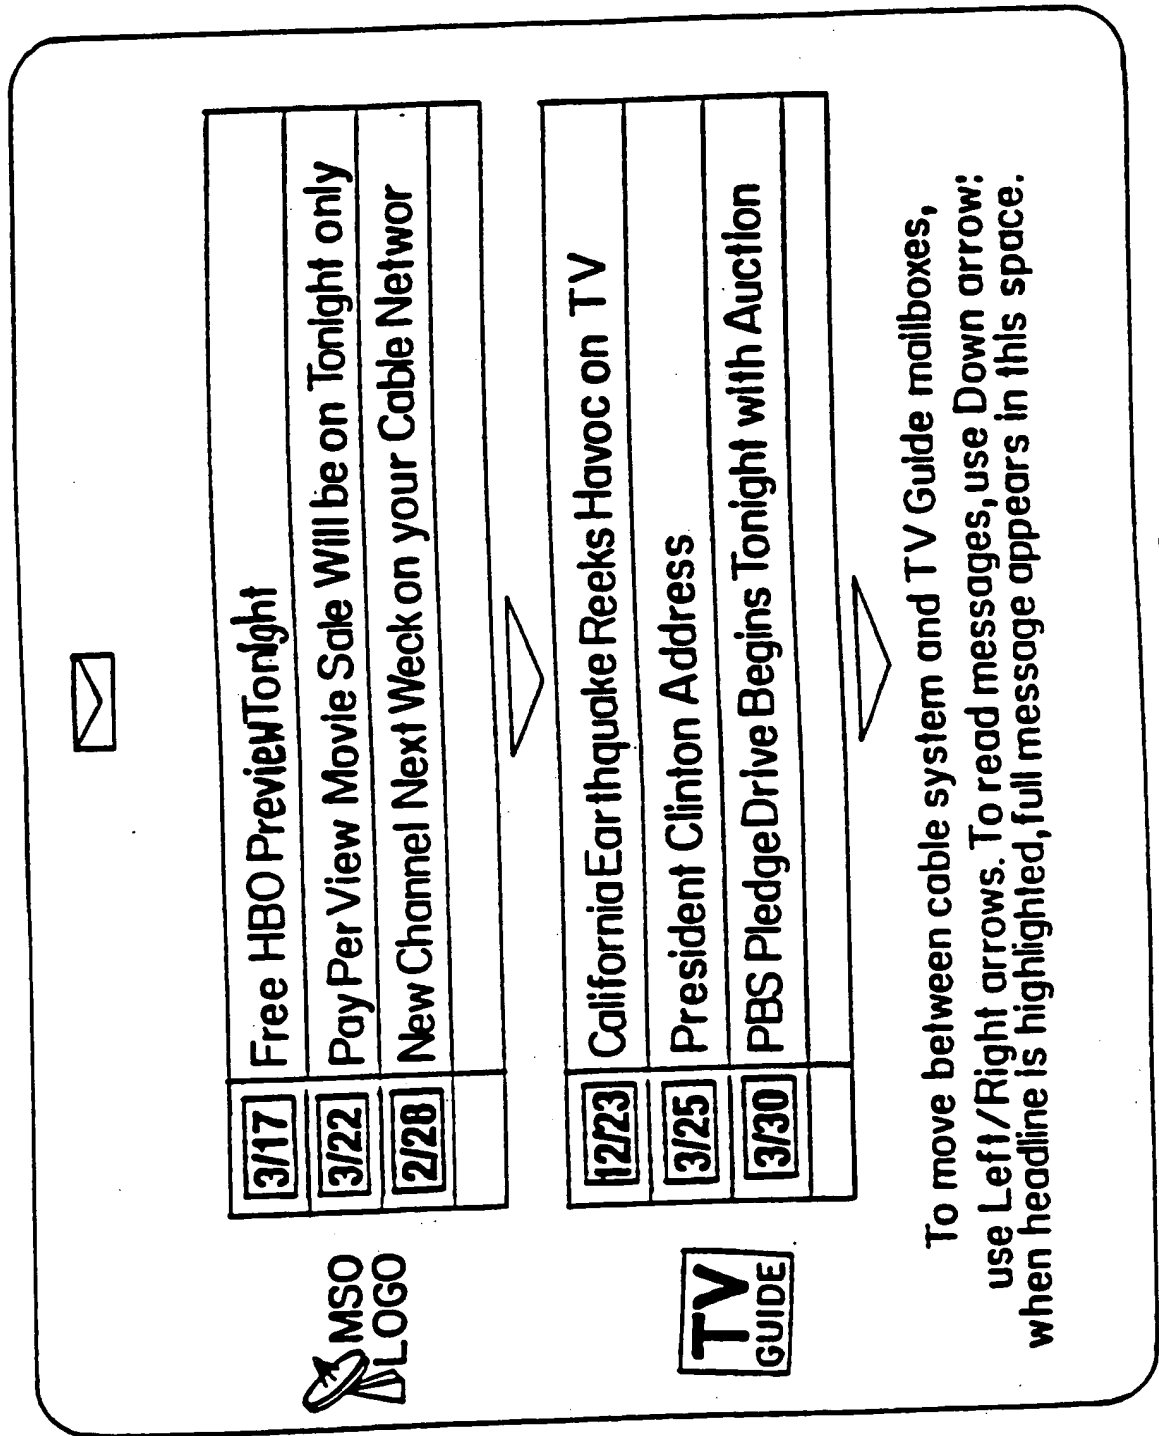 MSO
LOGO
3/17 Free HBO PreviewTonight
3/22 Pay Per View Movie Sale Will be on Tonight only
2/28 New Channel Next Weck on your Cable Networ
TV
GUIDE
12/23 California Earthquake Reeks Havoc on TV
3/25 President Clinton Address
3/30 PBS Pledge Drive Begins Tonight with Auction
To move between cable system and TV Guide mailboxes,
use Left/Right arrows. To read messages, use Down arrow:
when headline is highlighted, full message appears in this space.